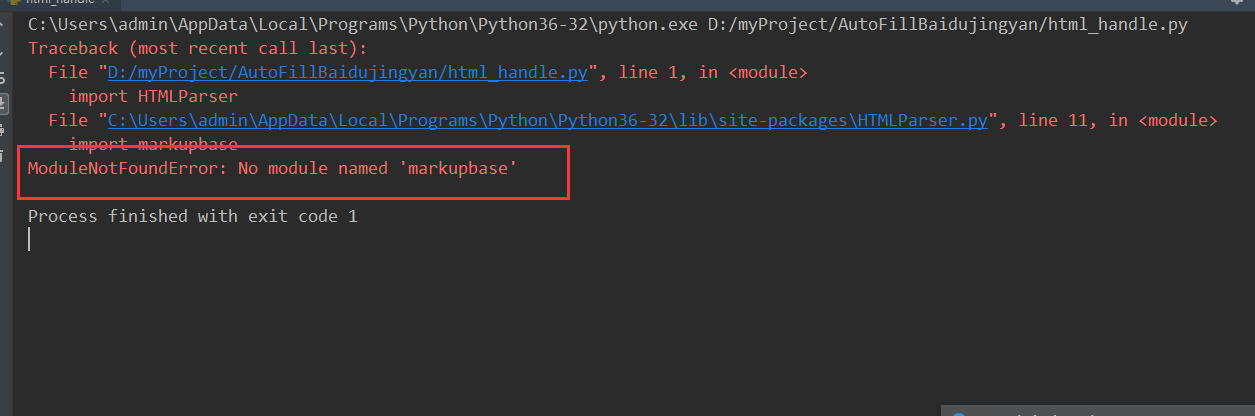 html_handle
C:\Users\admin\AppData\Local\Programs\Python\Python36-32\python.exe D:/myProject/AutoFillBaidujingyan/html_handle.py
Traceback (most recent call last):
  File "D:/myProject/AutoFillBaidujingyan/html_handle.py", line 1, in <module>
    import HTMLParser
  File "C:\Users\admin\AppData\Local\Programs\Python\Python36-32\lib\site-packages\HTMLParser.py", line 11, in <module>
    import markupbase
ModuleNotFoundError: No module named 'markupbase'
Process finished with exit code 1